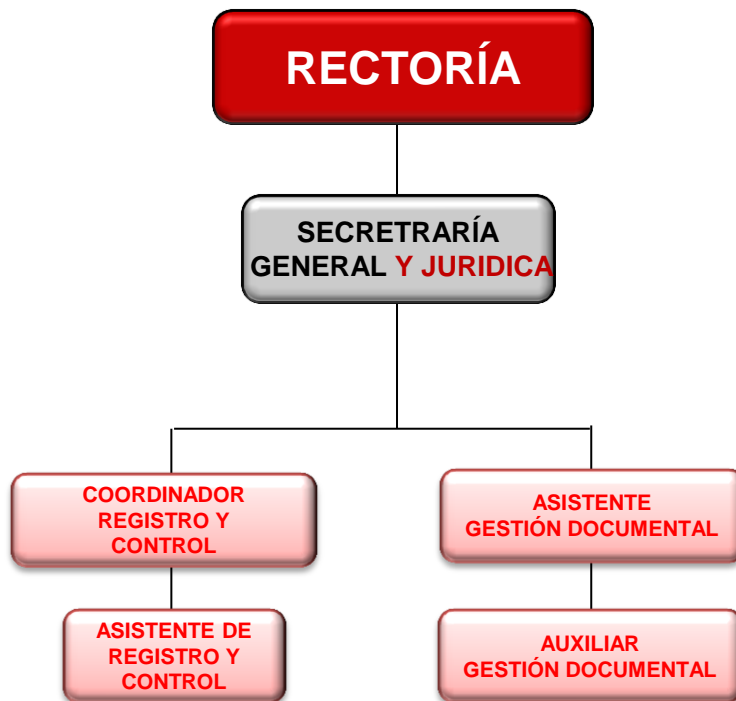 RECTORÍA
SECRETRARÍA
GENERAL Y JURIDICA
COORDINADOR
REGISTRO Y
CONTROL
ASISTENTE
GESTIÓN DOCUMENTAL
ASISTENTE DE
REGISTRO Y
CONTROL
AUXILIAR
GESTIÓN DOCUMENTAL